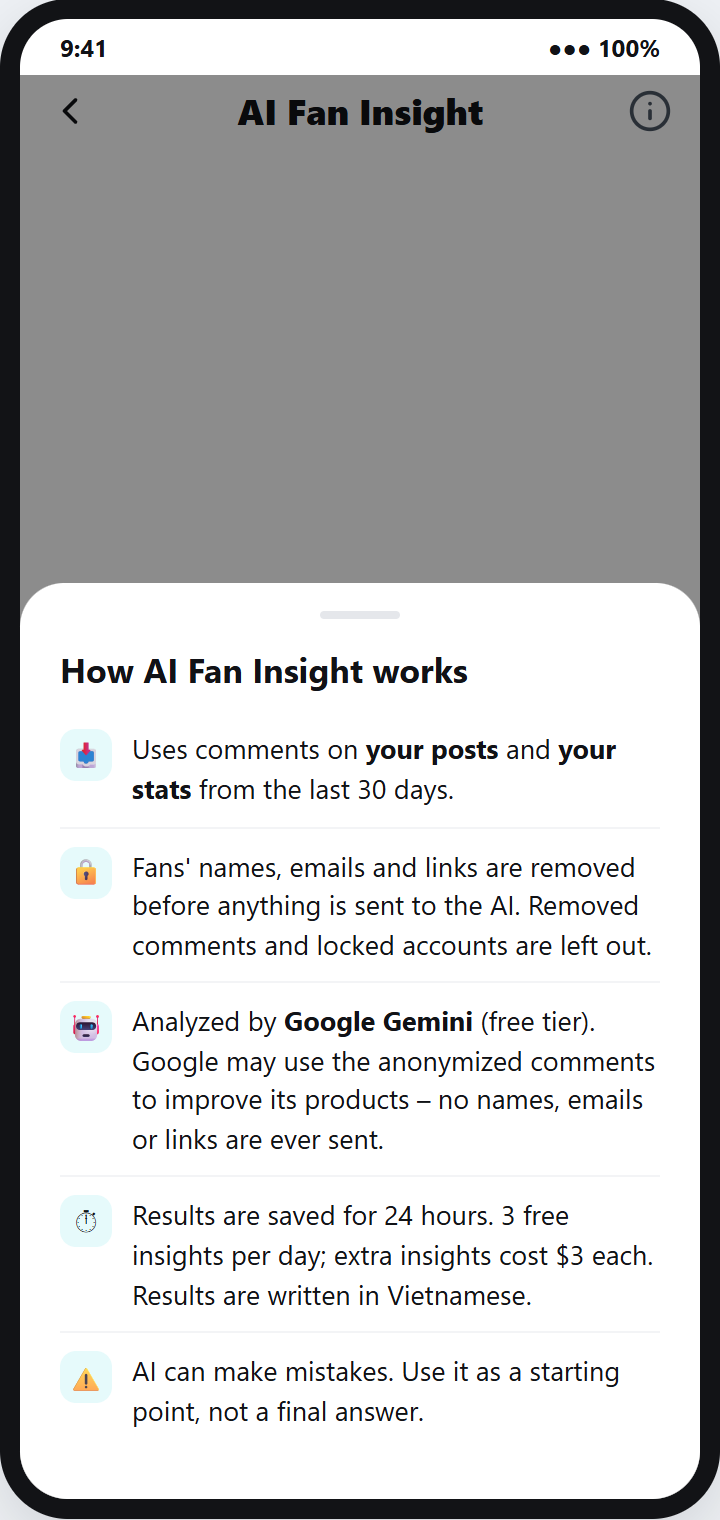 9:41
●●● 100%
AI Fan Insight
How AI Fan Insight works
Uses comments on your posts and your
stats from the last 30 days.
Fans' names, emails and links are removed
before anything is sent to the AI. Removed
comments and locked accounts are left out.
Analyzed by Google Gemini (free tier).
Google may use the anonymized comments
to improve its products – no names, emails
or links are ever sent.
Results are saved for 24 hours. 3 free
insights per day; extra insights cost $3 each.
Results are written in Vietnamese.
AI can make mistakes. Use it as a starting
point, not a final answer.